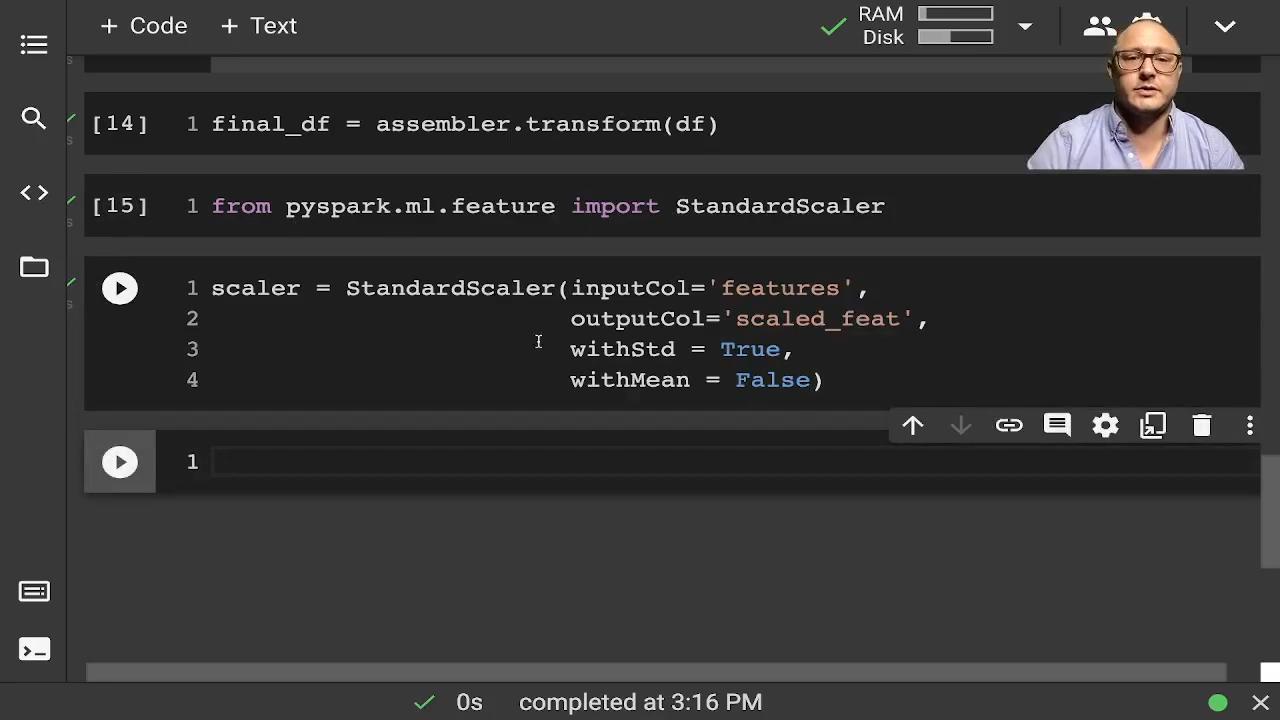 + Code + Text
RAM
Disk
[14] 1 final_df = assembler.transform(df)
[15] 1 from pyspark.ml.feature import StandardScaler
1 scaler = StandardScaler(inputCol='features',
2 outputCol='scaled_feat',
3 withStd = True,
4 withMean = False)
1
0s completed at 3:16 PM